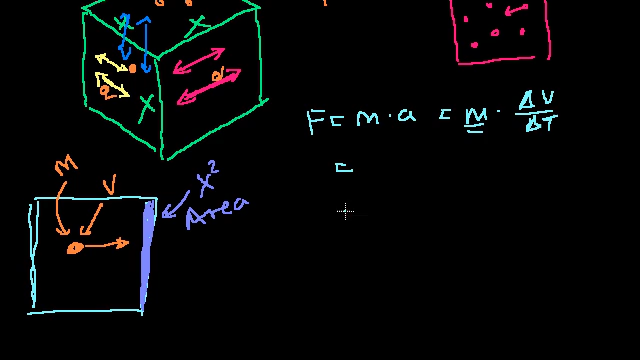 x
x
x
F = m · a = m · ΔV/ΔT
=
m
V
x²
Area